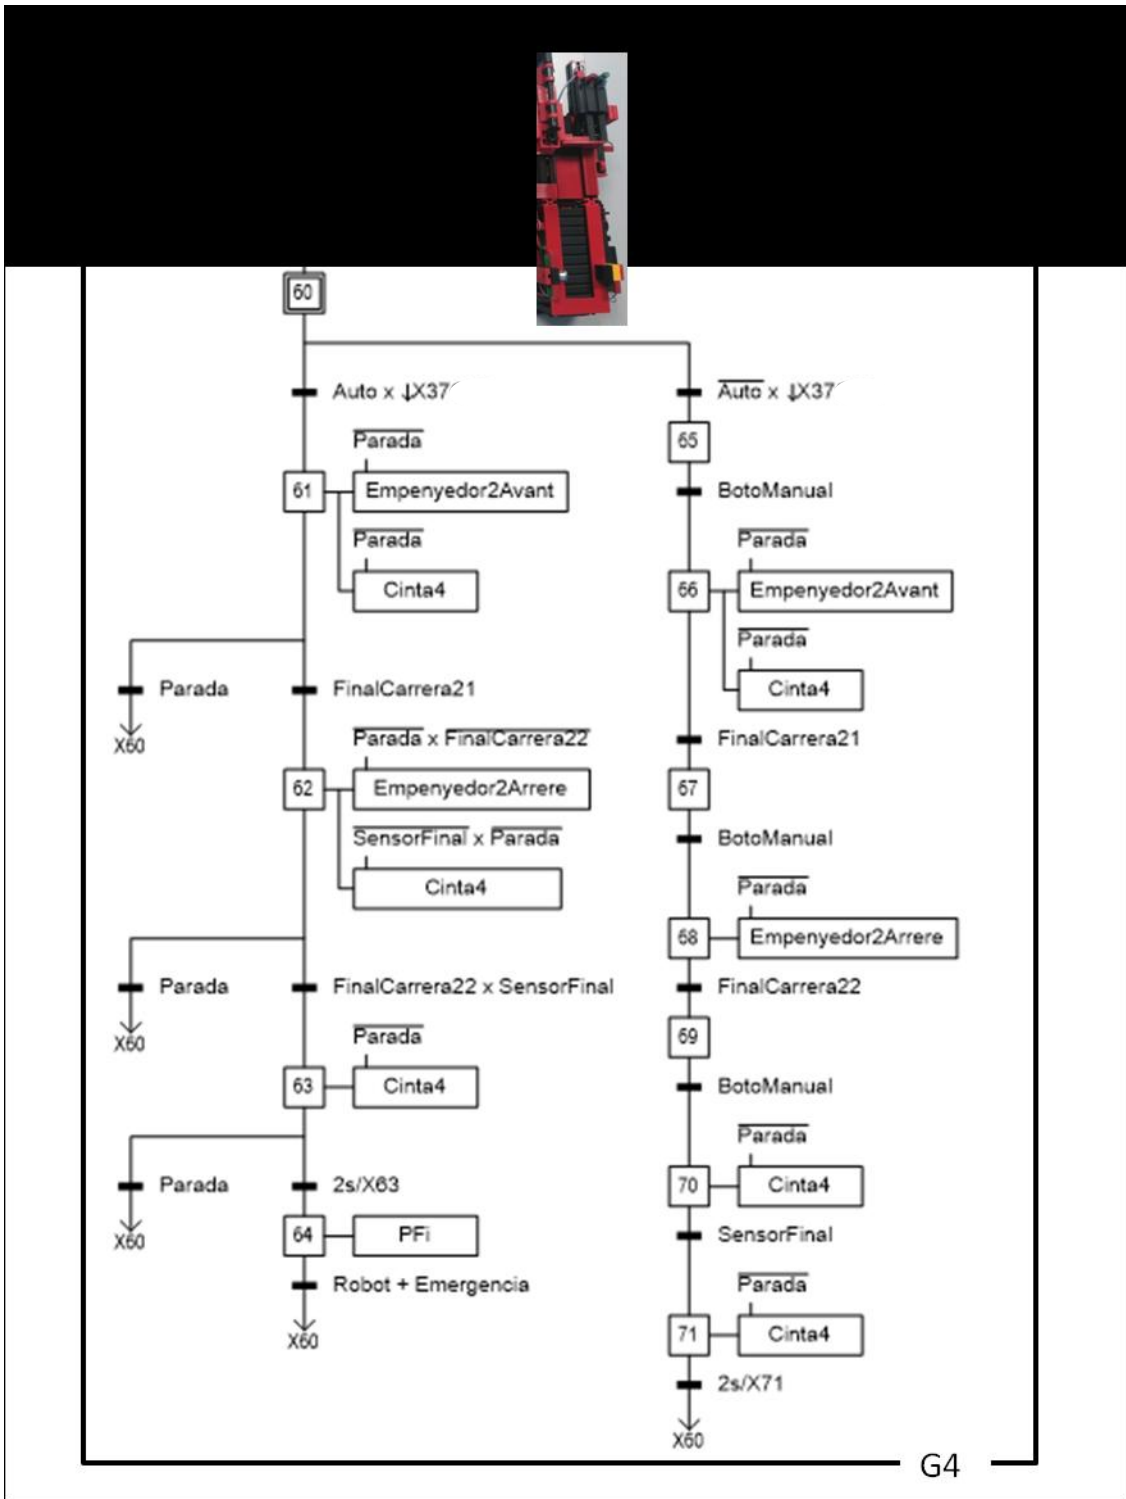 60
Auto x ↓X37
Auto x ↓X37
65
Parada
61
Empenyedor2Avant
BotoManual
Parada
Cinta4
Parada
66
Empenyedor2Avant
Parada
Cinta4
Parada
FinalCarrera21
X60
Parada x FinalCarrera22
FinalCarrera21
62
Empenyedor2Arrere
67
SensorFinal x Parada
BotoManual
Cinta4
Parada
68
Empenyedor2Arrere
Parada
FinalCarrera22 x SensorFinal
FinalCarrera22
X60
Parada
69
63
Cinta4
BotoManual
Parada
Parada
2s/X63
70
Cinta4
X60
64
PFi
SensorFinal
Robot + Emergencia
Parada
X60
71
Cinta4
2s/X71
X60
G4